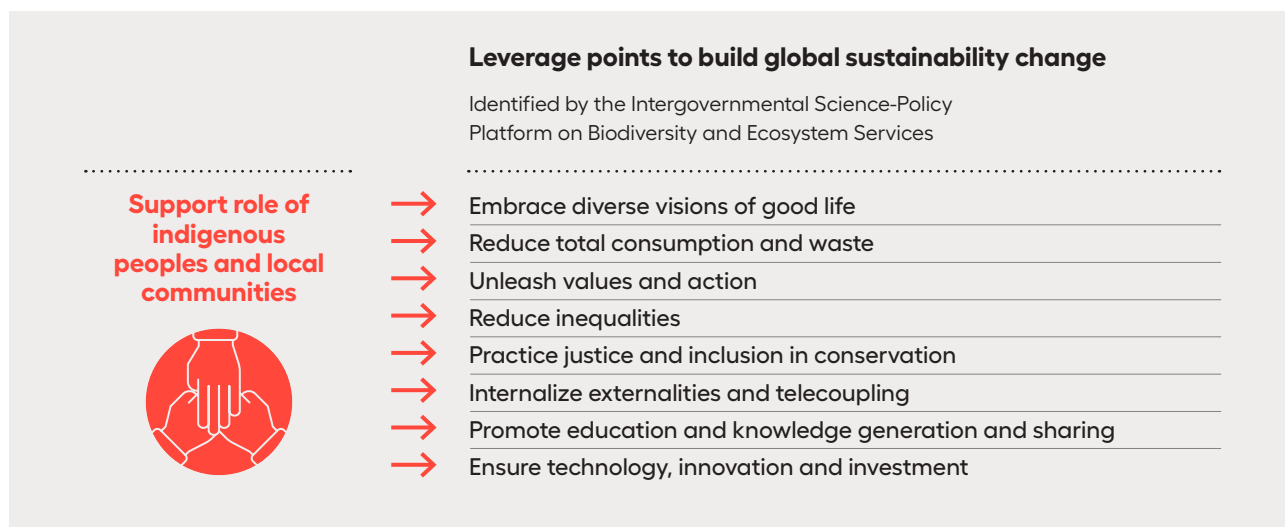 Leverage points to build global sustainability change
Identified by the Intergovernmental Science-Policy
Platform on Biodiversity and Ecosystem Services
Support role of
indigenous
peoples and local
communities
Embrace diverse visions of good life
Reduce total consumption and waste
Unleash values and action
Reduce inequalities
Practice justice and inclusion in conservation
Internalize externalities and telecoupling
Promote education and knowledge generation and sharing
Ensure technology, innovation and investment